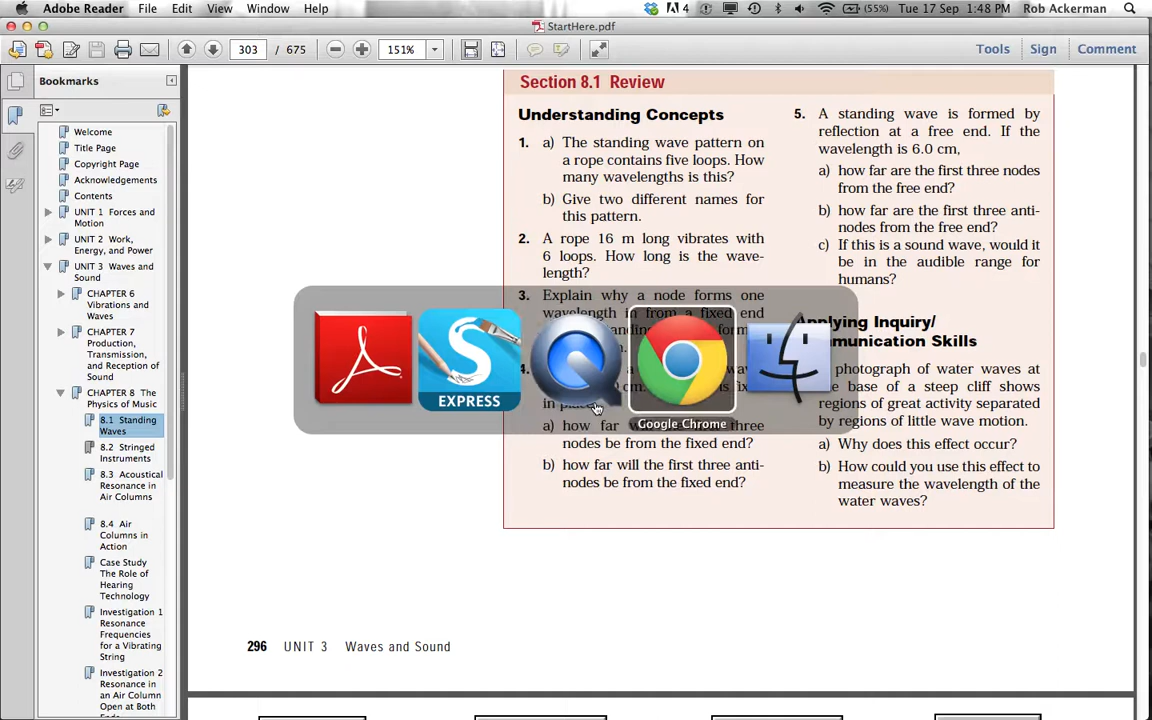 Adobe Reader File Edit View Window Help
4 (55%) Tue 17 Sep 1:48 PM Rob Ackerman
StartHere.pdf
303 / 675 151% Tools Sign Comment
Bookmarks
Welcome
Title Page
Copyright Page
Acknowledgements
Contents
UNIT 1 Forces and
Motion
UNIT 2 Work,
Energy, and Power
UNIT 3 Waves and
Sound
CHAPTER 6
Vibrations and
Waves
CHAPTER 7
Production,
Transmission,
and Reception of
Sound
CHAPTER 8 The
Physics of Music
8.1 Standing
Waves
8.2 Stringed
Instruments
8.3 Acoustical
Resonance in
Air Columns
8.4 Air
Columns in
Action
Case Study
The Role of
Hearing
Technology
Investigation 1
Resonance
Frequencies
for a Vibrating
String
Investigation 2
Resonance in
an Air Column
Open at Both
Section 8.1 Review
Understanding Concepts
1. a) The standing wave pattern on
a rope contains five loops. How
many wavelengths is this?
b) Give two different names for
this pattern.
2. A rope 16 m long vibrates with
6 loops. How long is the wave-
length?
3. Explain why a node forms one
wavelength in from a fixed end
in
a) how far three
nodes be from the fixed end?
b) how far will the first three anti-
nodes be from the fixed end?
5. A standing wave is formed by
reflection at a free end. If the
wavelength is 6.0 cm,
a) how far are the first three nodes
from the free end?
b) how far are the first three anti-
nodes from the free end?
c) If this is a sound wave, would it
be in the audible range for
humans?
Inquiry/
Skills
photograph of water waves at
base of a steep cliff shows
regions of great activity separated
by regions of little wave motion.
a) Why does this effect occur?
b) How could you use this effect to
measure the wavelength of the
water waves?
EXPRESS
Google Chrome
296 UNIT 3 Waves and Sound